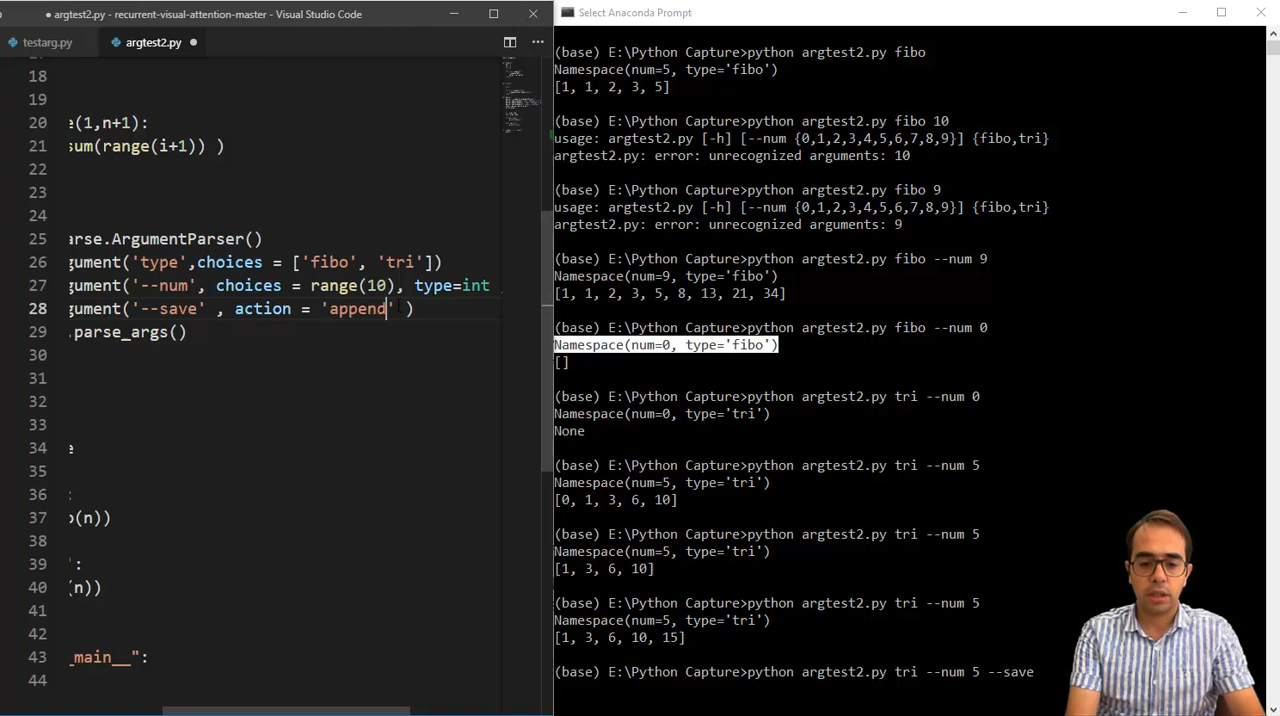 argtest2.py - recurrent-visual-attention-master - Visual Studio Code
testarg.py
argtest2.py
18
19
20 e(1,n+1):
21 sum(range(i+1)) )
22
23
24
25 arse.ArgumentParser()
26 gument('type',choices = ['fibo', 'tri'])
27 gument('--num', choices = range(10), type=int
28 gument('--save' , action = 'append' )
29 .parse_args()
30
31
32
33
34 e
35
36 :
37 o(n))
38
39 ":
40 (n))
41
42
43 _main__":
44
Select Anaconda Prompt
(base) E:\Python Capture>python argtest2.py fibo
Namespace(num=5, type='fibo')
[1, 1, 2, 3, 5]
(base) E:\Python Capture>python argtest2.py fibo 10
usage: argtest2.py [-h] [--num {0,1,2,3,4,5,6,7,8,9}] {fibo,tri}
argtest2.py: error: unrecognized arguments: 10
(base) E:\Python Capture>python argtest2.py fibo 9
usage: argtest2.py [-h] [--num {0,1,2,3,4,5,6,7,8,9}] {fibo,tri}
argtest2.py: error: unrecognized arguments: 9
(base) E:\Python Capture>python argtest2.py fibo --num 9
Namespace(num=9, type='fibo')
[1, 1, 2, 3, 5, 8, 13, 21, 34]
(base) E:\Python Capture>python argtest2.py fibo --num 0
Namespace(num=0, type='fibo')
[]
(base) E:\Python Capture>python argtest2.py tri --num 0
Namespace(num=0, type='tri')
None
(base) E:\Python Capture>python argtest2.py tri --num 5
Namespace(num=5, type='tri')
[0, 1, 3, 6, 10]
(base) E:\Python Capture>python argtest2.py tri --num 5
Namespace(num=5, type='tri')
[1, 3, 6, 10]
(base) E:\Python Capture>python argtest2.py tri --num 5
Namespace(num=5, type='tri')
[1, 3, 6, 10, 15]
(base) E:\Python Capture>python argtest2.py tri --num 5 --save